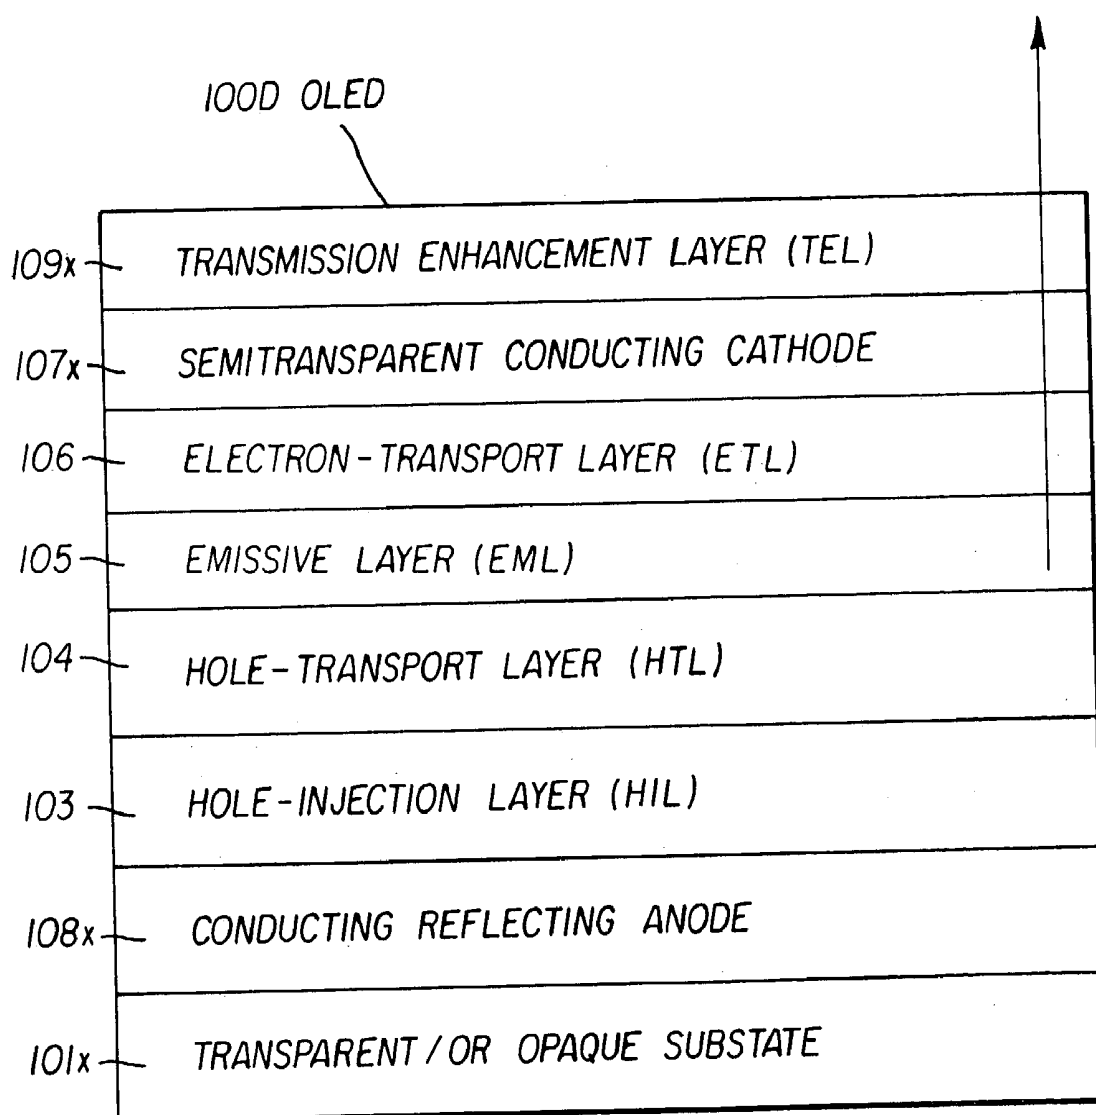 100D OLED
109x TRANSMISSION ENHANCEMENT LAYER (TEL)
107x SEMITRANSPARENT CONDUCTING CATHODE
106 ELECTRON-TRANSPORT LAYER (ETL)
105 EMISSIVE LAYER (EML)
104 HOLE-TRANSPORT LAYER (HTL)
103 HOLE-INJECTION LAYER (HIL)
108x CONDUCTING REFLECTING ANODE
101x TRANSPARENT/OR OPAQUE SUBSTATE